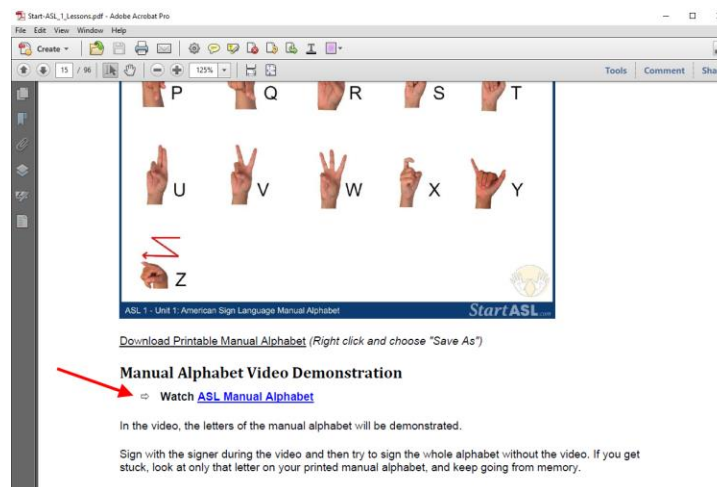 Start-ASL_1_Lessons.pdf - Adobe Acrobat Pro
File Edit View Window Help
Create
15 / 96 125% Tools Comment Sha
P Q R S T
U V W X Y
Z
ASL 1 - Unit 1: American Sign Language Manual Alphabet StartASL.com
Download Printable Manual Alphabet (Right click and choose "Save As")
Manual Alphabet Video Demonstration
⇨ Watch ASL Manual Alphabet
In the video, the letters of the manual alphabet will be demonstrated.
Sign with the signer during the video and then try to sign the whole alphabet without the video. If you get
stuck, look at only that letter on your printed manual alphabet, and keep going from memory.